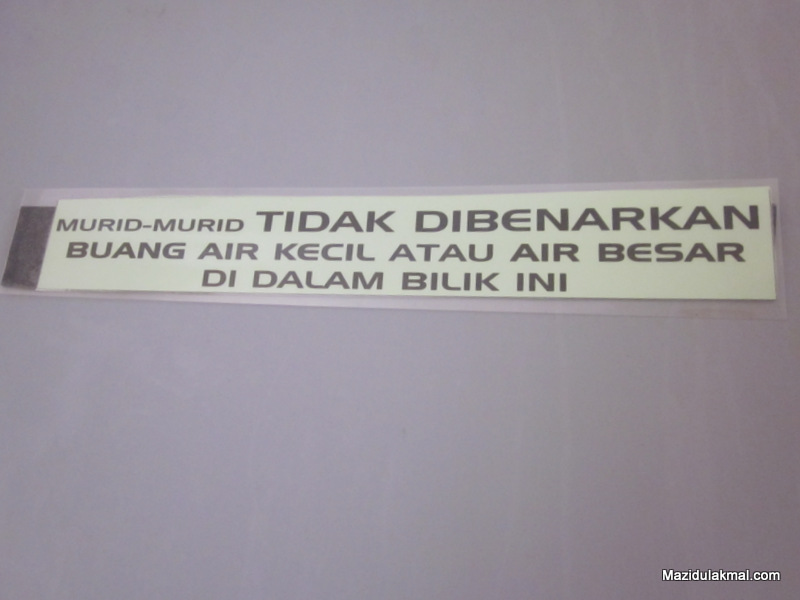 MURID-MURID TIDAK DIBENARKAN
BUANG AIR KECIL ATAU AIR BESAR
DI DALAM BILIK INI
Mazidulakmal.com